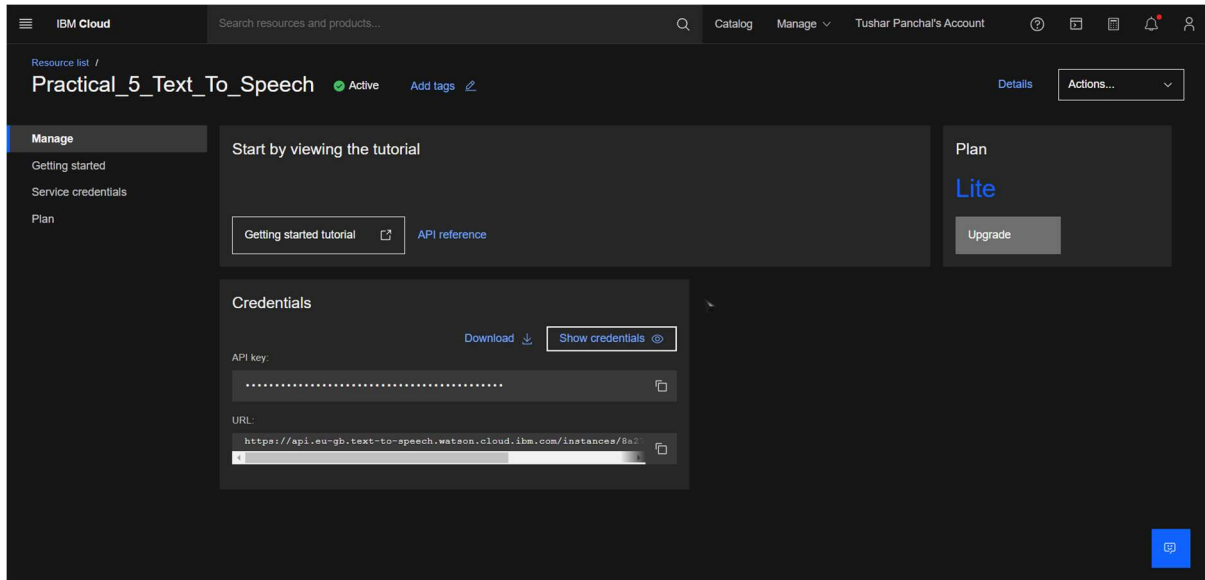 IBM Cloud
Search resources and products...
Catalog
Manage
Tushar Panchal's Account
Resource list /
Practical_5_Text_To_Speech
Active
Add tags
Details
Actions...
Manage
Getting started
Service credentials
Plan
Start by viewing the tutorial
Getting started tutorial
API reference
Plan
Lite
Upgrade
Credentials
Download
Show credentials
API key:
••••••••••••••••••••••••••••••••••••••••••••
URL:
https://api.eu-gb.text-to-speech.watson.cloud.ibm.com/instances/8a2